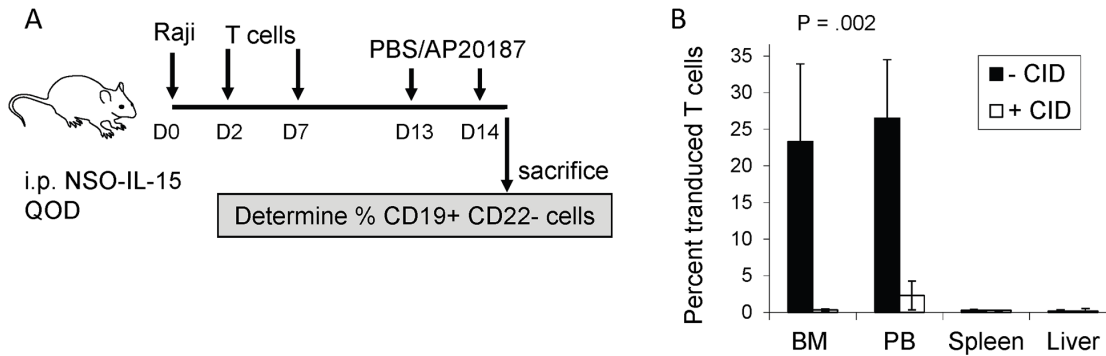 A
Raji
T cells
PBS/AP20187
D0
D2
D7
D13
D14
i.p. NSO-IL-15
QOD
sacrifice
Determine % CD19+ CD22- cells
B
P = .002
Percent tranduced T cells
35
30
25
20
15
10
5
0
- CID
+ CID
BM
PB
Spleen
Liver